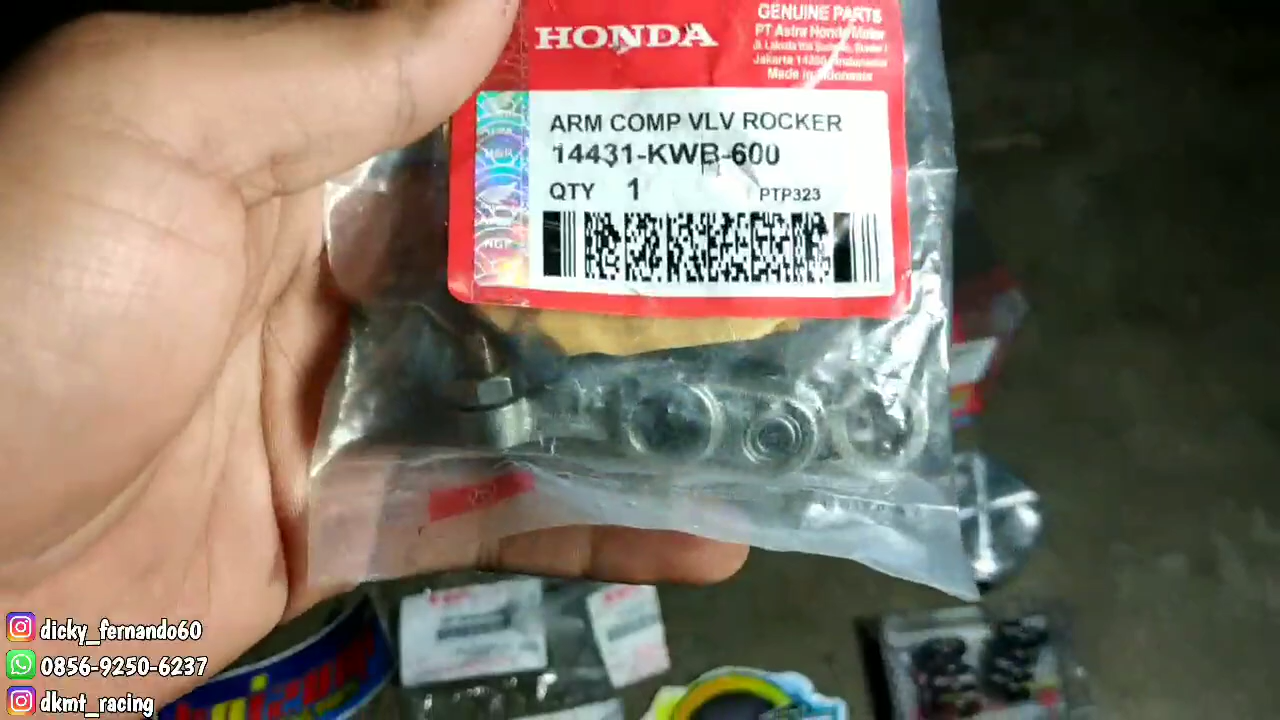 GENUINE PARTS
HONDA
PT Astra Honda Motor
Jakarta
Made in Indonesia
ARM COMP VLV ROCKER
14431-KWB-600
QTY 1
PTP323
dicky_fernando60
0856-9250-6237
dkmt_racing